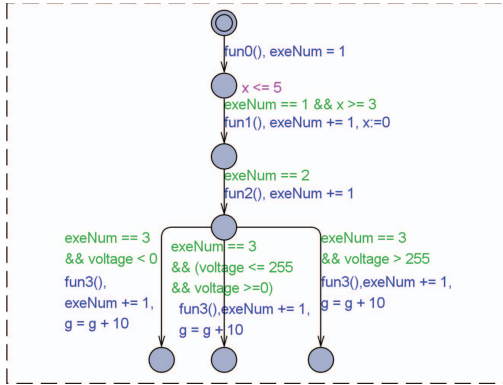 fun0(), exeNum = 1
x <= 5
exeNum == 1 && x >= 3
fun1(), exeNum += 1, x:=0
exeNum == 2
fun2(), exeNum += 1
exeNum == 3
&& voltage < 0
fun3(),
exeNum += 1,
g = g + 10
exeNum == 3
&& (voltage <= 255
&& voltage >=0)
fun3(),exeNum += 1,
g = g + 10
exeNum == 3
&& voltage > 255
fun3(),exeNum += 1,
g = g + 10